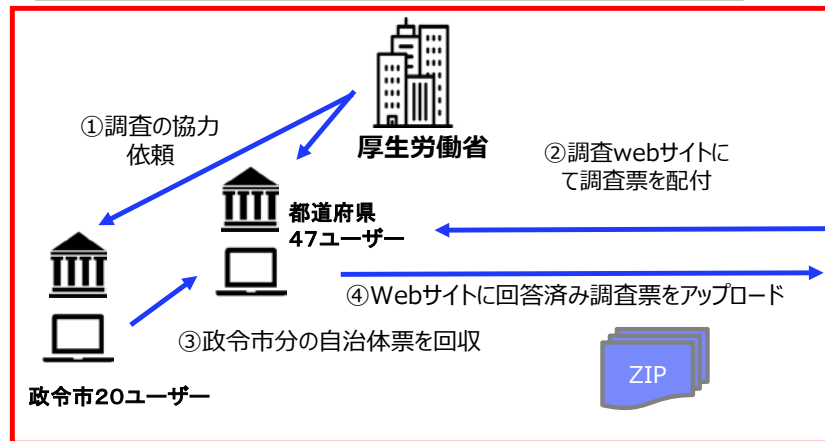 ①調査の協力
依頼
厚生労働省
②調査webサイトに
て調査票を配付
都道府県
47ユーザー
④Webサイトに回答済み調査票をアップロード
③政令市分の自治体票を回収
ZIP
政令市20ユーザー